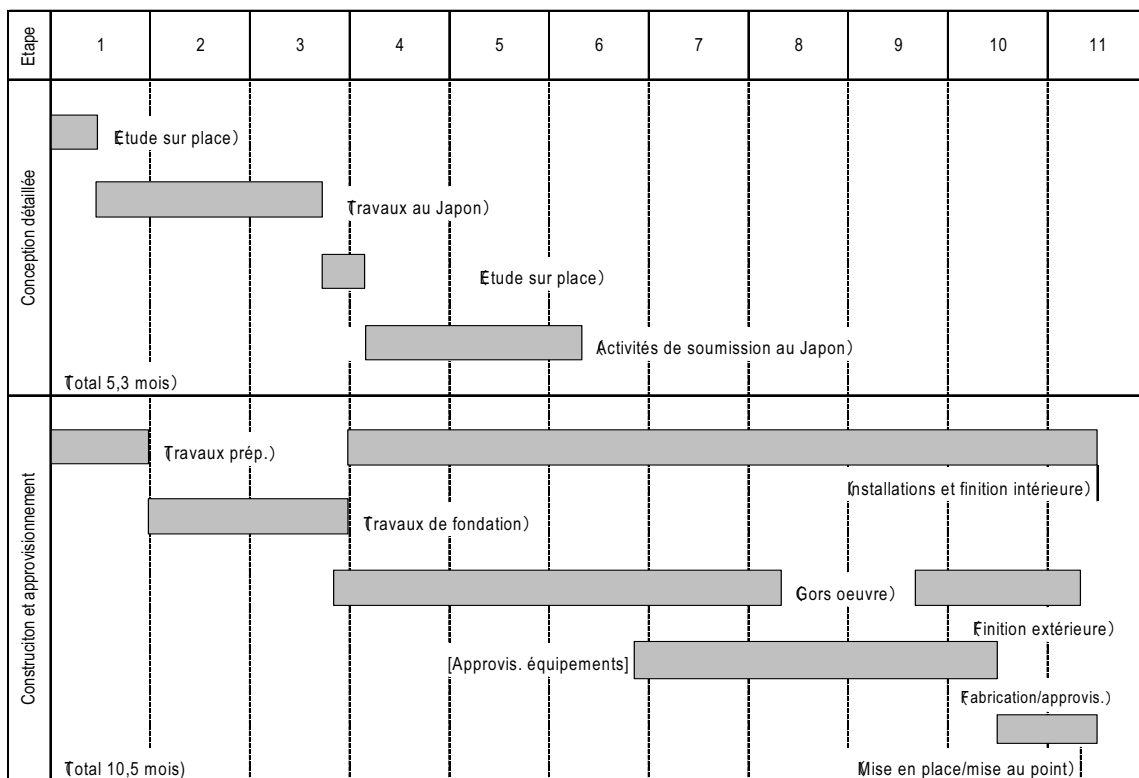 Etape
1 2 3 4 5 6 7 8 9 10 11
Conception détaillée
(Étude sur place)
(Travaux au Japon)
(Étude sur place)
(Activités de soumission au Japon)
(Total 5,3 mois)
Construciton et approvisionnement
(Travaux prép.)
(Installations et finition intérieure)
(Travaux de fondation)
(Gors oeuvre)
(Finition extérieure)
[Approvis. équipements]
(Fabrication/approvis.)
(Total 10,5 mois)
(Mise en place/mise au point)